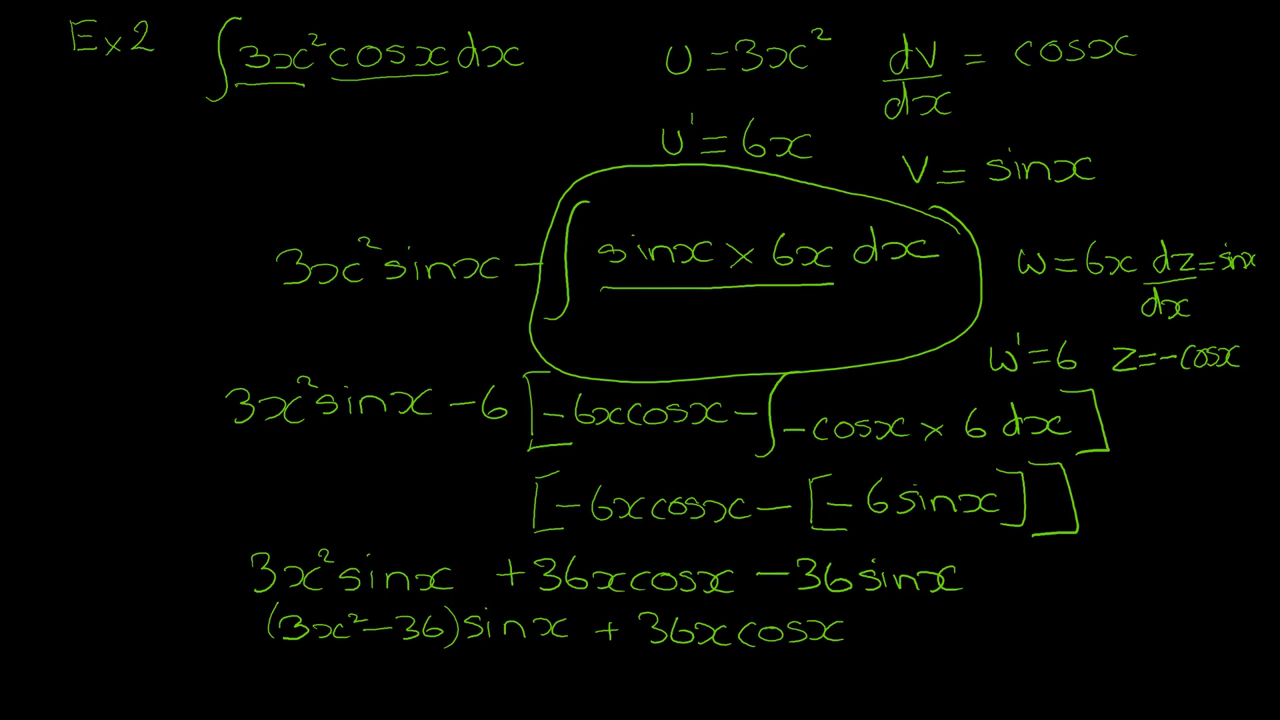 Ex2 ∫3x²cosx dx U=3x² dv/dx = cosx
U'=6x
V=sinx
3x²sinx - ∫sinx × 6x dx
W=6x dz/dx=sinx
W'=6 Z=-cosx
3x²sinx - 6[-6xcosx - ∫-cosx × 6 dx]
[-6xcosx - [-6sinx]]
3x²sinx +36xcosx -36sinx
(3x²-36)sinx + 36xcosx